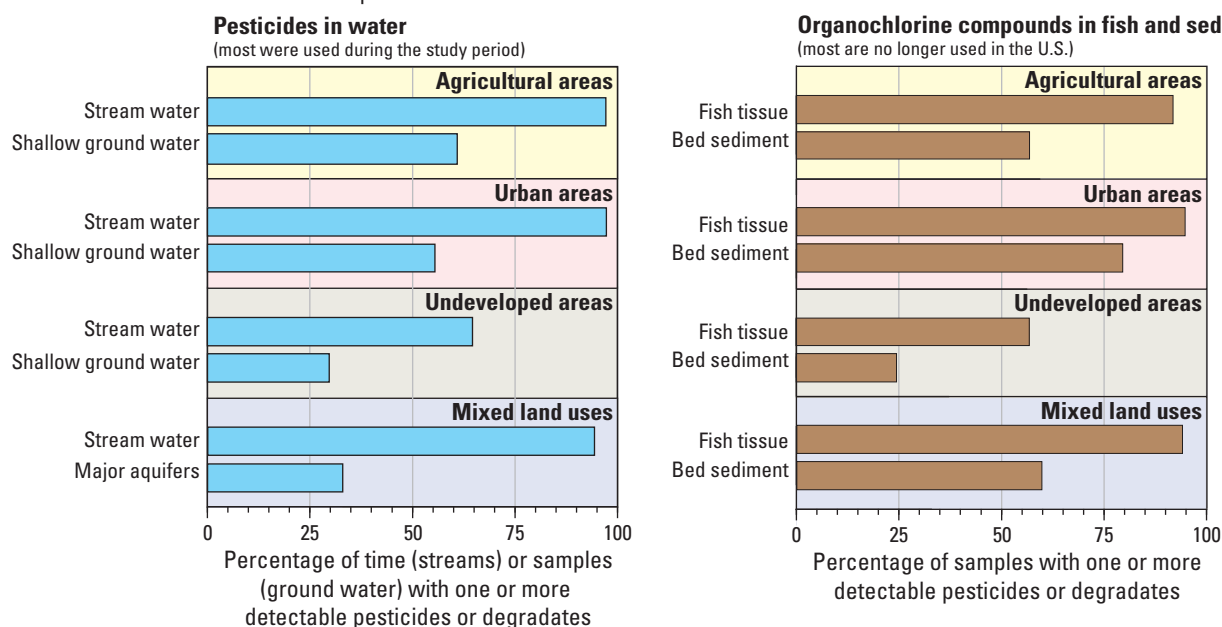 Pesticides in water
(most were used during the study period)
Agricultural areas
Stream water
Shallow ground water
Urban areas
Stream water
Shallow ground water
Undeveloped areas
Stream water
Shallow ground water
Mixed land uses
Stream water
Major aquifers
0 25 50 75 100
Percentage of time (streams) or samples
(ground water) with one or more
detectable pesticides or degradates
Organochlorine compounds in fish and sed
(most are no longer used in the U.S.)
Agricultural areas
Fish tissue
Bed sediment
Urban areas
Fish tissue
Bed sediment
Undeveloped areas
Fish tissue
Bed sediment
Mixed land uses
Fish tissue
Bed sediment
0 25 50 75 100
Percentage of samples with one or more
detectable pesticides or degradates